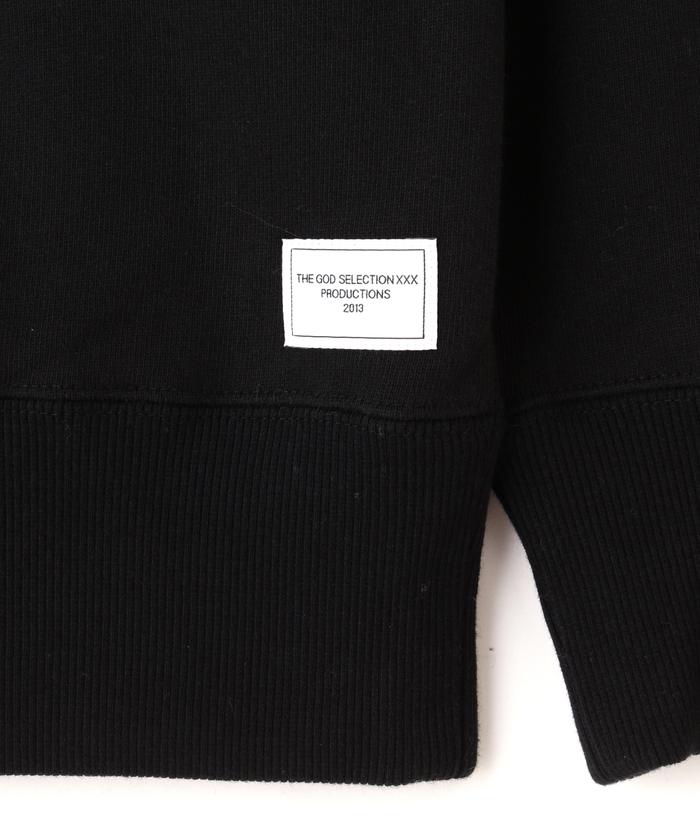 THE GOD SELECTION XXX
PRODUCTIONS
2013